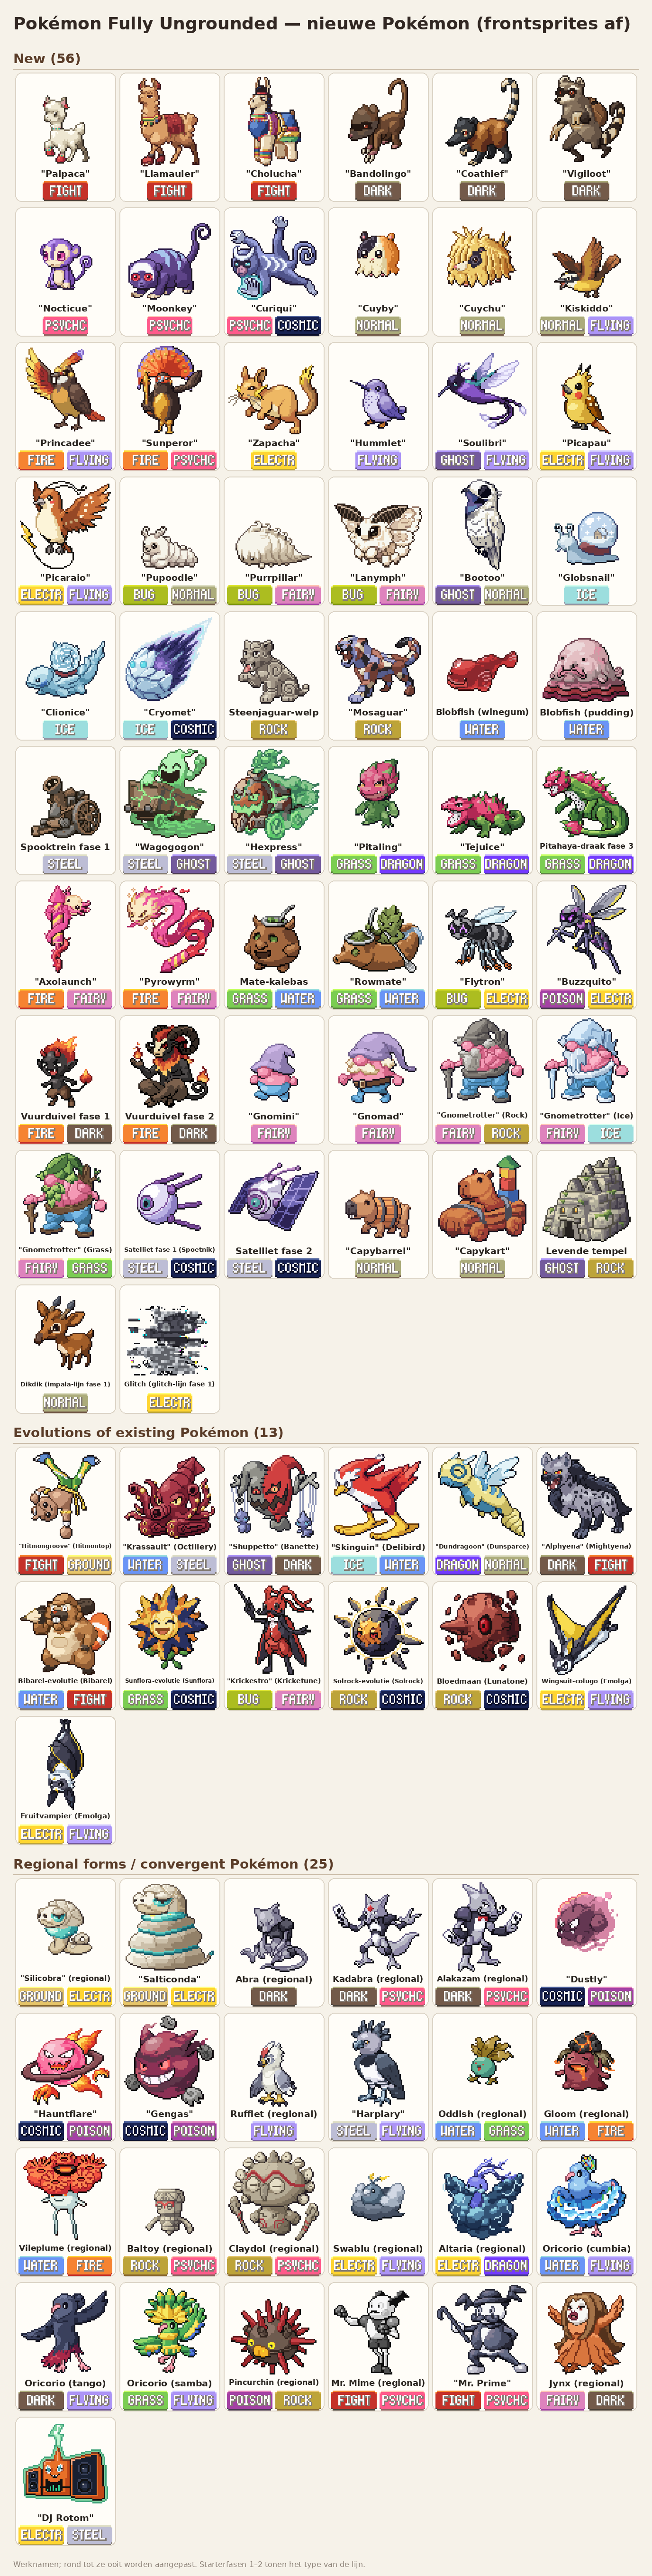 Pokémon Fully Ungrounded — nieuwe Pokémon (frontsprites af)
New (56)
"Palpaca" "Llamauler" "Cholucha" "Bandolingo" "Coathief" "Vigiloot"
FIGHT FIGHT FIGHT DARK DARK DARK
"Nocticue" "Moonkey" "Curiqui" "Cuyby" "Cuychu" "Kiskiddo"
PSYCHC PSYCHC PSYCHC COSMIC NORMAL NORMAL NORMAL FLYING
"Princadee" "Sunperor" "Zapacha" "Hummlet" "Soulibri" "Picapau"
FIRE FLYING FIRE PSYCHC ELECTR FLYING GHOST FLYING ELECTR FLYING
"Picaraio" "Pupoodle" "Purrpillar" "Lanymph" "Bootoo" "Globsnail"
ELECTR FLYING BUG NORMAL BUG FAIRY BUG FAIRY GHOST NORMAL ICE
"Clionice" "Cryomet" Steenjaguar-welp "Mosaguar" Blobfish (winegum) Blobfish (pudding)
ICE ICE COSMIC ROCK ROCK WATER WATER
Spooktrein fase 1 "Wagogogon" "Hexpress" "Pitaling" "Tejuice" Pitahaya-draak fase 3
STEEL STEEL GHOST STEEL GHOST GRASS DRAGON GRASS DRAGON GRASS DRAGON
"Axolaunch" "Pyrowyrm" Mate-kalebas "Rowmate" "Flytron" "Buzzquito"
FIRE FAIRY FIRE FAIRY GRASS WATER GRASS WATER BUG ELECTR POISON ELECTR
Vuurduivel fase 1 Vuurduivel fase 2 "Gnomini" "Gnomad" "Gnometrotter" (Rock) "Gnometrotter" (Ice)
FIRE DARK FIRE DARK FAIRY FAIRY FAIRY ROCK FAIRY ICE
"Gnometrotter" (Grass) Satelliet fase 1 (Spoetnik) Satelliet fase 2 "Capybarrel" "Capykart" Levende tempel
FAIRY GRASS STEEL COSMIC STEEL COSMIC NORMAL NORMAL GHOST ROCK
Dikdik (impala-lijn fase 1) Glitch (glitch-lijn fase 1)
NORMAL ELECTR
Evolutions of existing Pokémon (13)
"Hitmongroove" (Hitmontop) "Krassault" (Octillery) "Shuppetto" (Banette) "Skinguin" (Delibird) "Dundragoon" (Dunsparce) "Alphyena" (Mightyena)
FIGHT GROUND WATER STEEL GHOST DARK ICE WATER DRAGON NORMAL DARK FIGHT
Bibarel-evolutie (Bibarel) Sunflora-evolutie (Sunflora) "Krickestro" (Kricketune) Solrock-evolutie (Solrock) Bloedmaan (Lunatone) Wingsuit-colugo (Emolga)
WATER FIGHT GRASS COSMIC BUG FAIRY ROCK COSMIC ROCK COSMIC ELECTR FLYING
Fruitvampier (Emolga)
ELECTR FLYING
Regional forms / convergent Pokémon (25)
"Silicobra" (regional) "Salticonda" Abra (regional) Kadabra (regional) Alakazam (regional) "Dustly"
GROUND ELECTR GROUND ELECTR DARK DARK PSYCHC DARK PSYCHC COSMIC POISON
"Hauntflare" "Gengas" Rufflet (regional) "Harpiary" Oddish (regional) Gloom (regional)
COSMIC POISON COSMIC POISON FLYING STEEL FLYING WATER GRASS WATER FIRE
Vileplume (regional) Baltoy (regional) Claydol (regional) Swablu (regional) Altaria (regional) Oricorio (cumbia)
WATER FIRE ROCK PSYCHC ROCK PSYCHC ELECTR FLYING ELECTR DRAGON WATER FLYING
Oricorio (tango) Oricorio (samba) Pincurchin (regional) Mr. Mime (regional) "Mr. Prime" Jynx (regional)
DARK FLYING GRASS FLYING POISON ROCK FIGHT PSYCHC FIGHT PSYCHC FAIRY DARK
"DJ Rotom"
ELECTR STEEL
Werknamen; rond tot ze ooit worden aangepast. Starterfasen 1–2 tonen het type van de lijn.